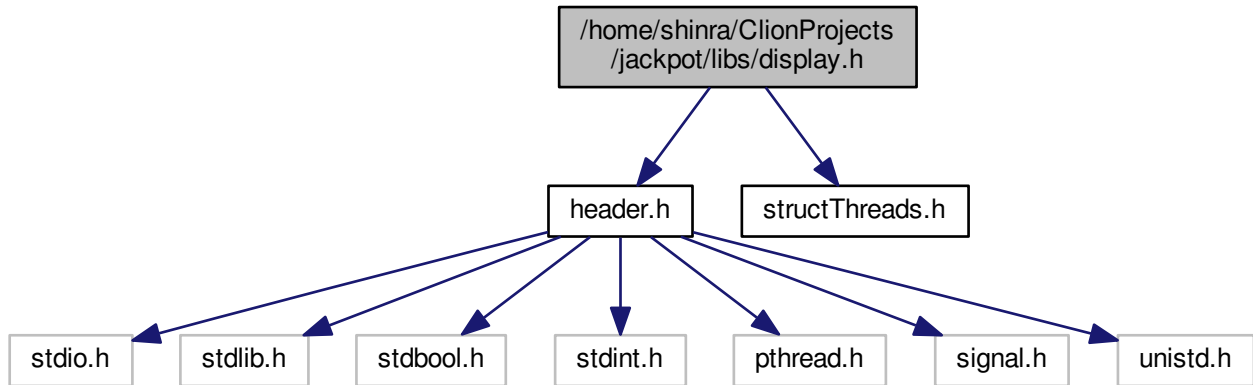 /home/shinra/ClionProjects
/jackpot/libs/display.h
header.h
structThreads.h
stdio.h
stdlib.h
stdbool.h
stdint.h
pthread.h
signal.h
unistd.h